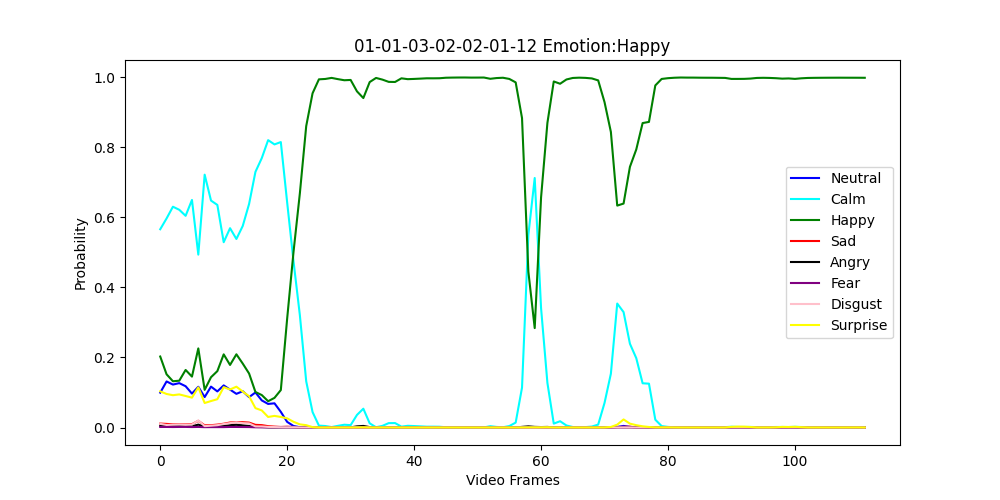 01-01-03-02-02-01-12 Emotion:Happy
1.0
0.8
0.6
0.4
0.2
0.0
Probability
0 20 40 60 80 100
Video Frames
Neutral
Calm
Happy
Sad
Angry
Fear
Disgust
Surprise